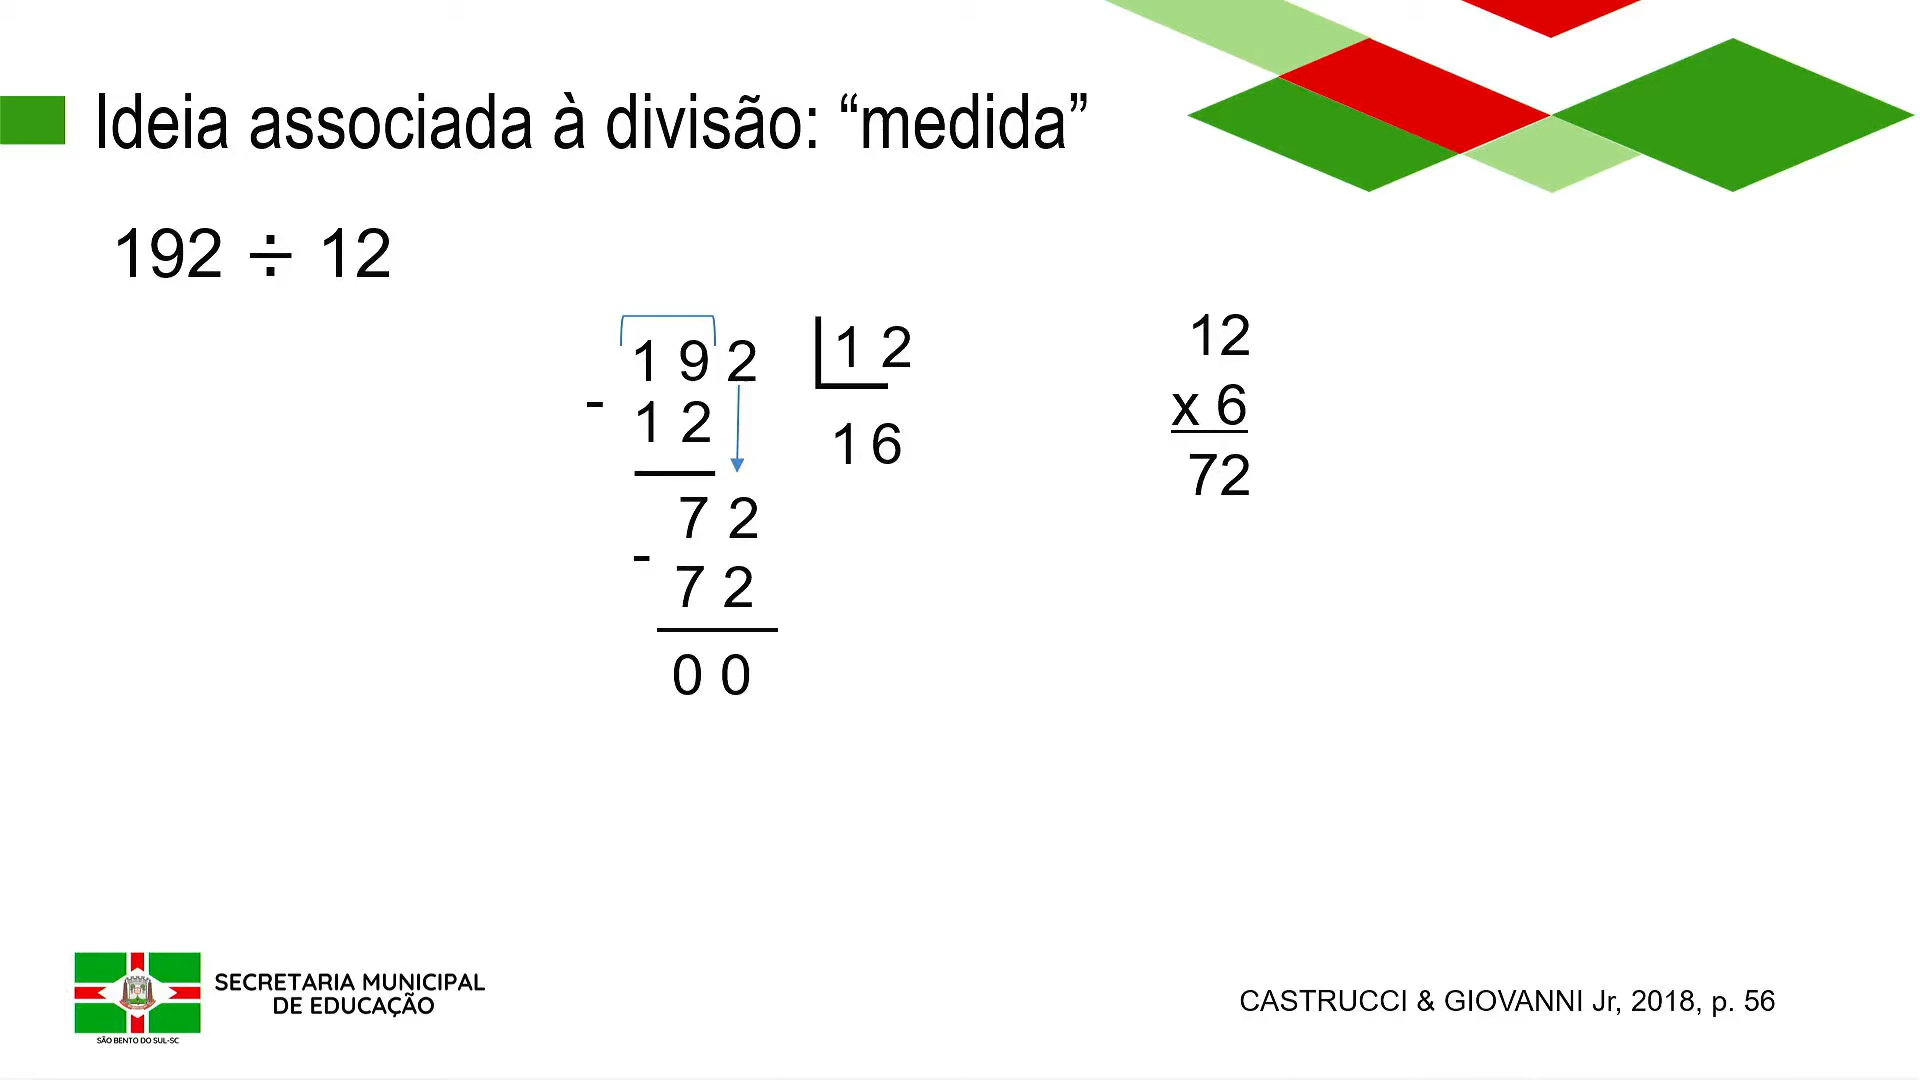 Ideia associada à divisão: “medida”
192 ÷ 12
1 9 2
- 1 2
7 2
- 7 2
0 0
1 2
1 6
12
x 6
72
SECRETARIA MUNICIPAL
DE EDUCAÇÃO
SÃO BENTO DO SUL-SC
CASTRUCCI & GIOVANNI Jr, 2018, p. 56